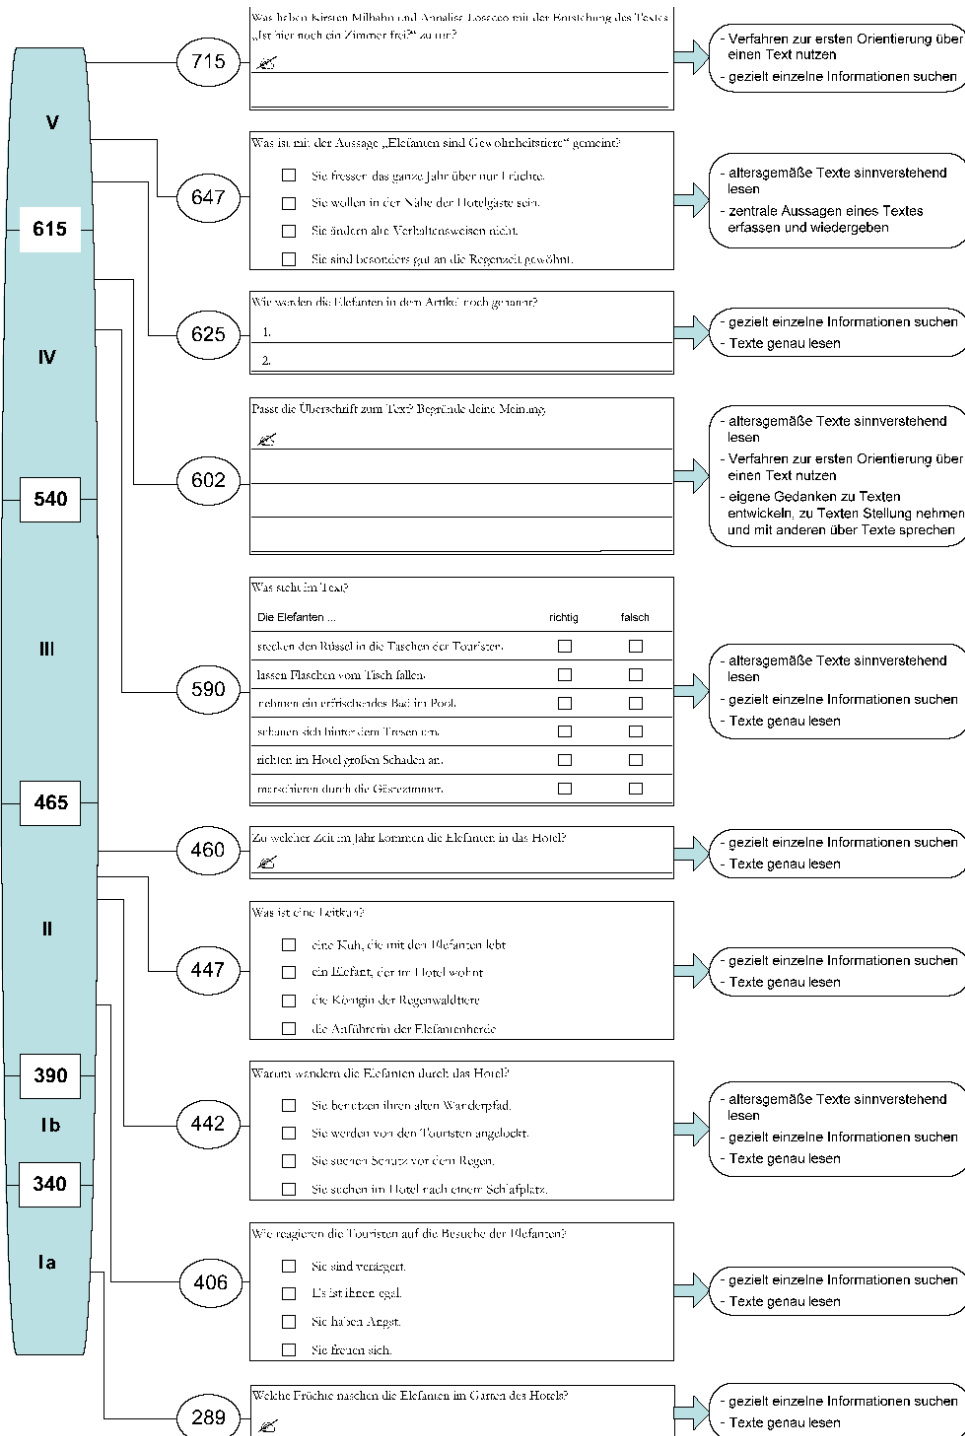 Was haben Kirsten Milhahn und Annalisa Losacco mit der Entstehung des Textes
„Ist hier noch ein Zimmer frei?“ zu tun?
715
- Verfahren zur ersten Orientierung über
einen Text nutzen
- gezielt einzelne Informationen suchen
V
Was ist mit der Aussage „Elefanten sind Gewohnheitstiere“ gemeint?
Sie fressen das ganze Jahr über nur Früchte.
Sie wollen in der Nähe der Hotelgäste sein.
Sie ändern alte Verhaltensweisen nicht.
Sie sind besonders gut an die Regenzeit gewöhnt.
647
- altersgemäße Texte sinnverstehend
lesen
- zentrale Aussagen eines Textes
erfassen und wiedergeben
615
Wie werden die Elefanten in dem Artikel noch genannt?
1.
2.
625
- gezielt einzelne Informationen suchen
- Texte genau lesen
IV
Passt die Überschrift zum Text? Begründe deine Meinung.
602
- altersgemäße Texte sinnverstehend
lesen
- Verfahren zur ersten Orientierung über
einen Text nutzen
- eigene Gedanken zu Texten
entwickeln, zu Texten Stellung nehmen
und mit anderen über Texte sprechen
540
Was steht im Text?
Die Elefanten ... richtig falsch
stecken den Rüssel in die Taschen der Touristen.
lassen Flaschen vom Tisch fallen.
nehmen ein erfrischendes Bad im Pool.
schauen sich hinter dem Tresen um.
richten im Hotel großen Schaden an.
marschieren durch die Gästezimmer.
590
- altersgemäße Texte sinnverstehend
lesen
- gezielt einzelne Informationen suchen
- Texte genau lesen
III
465
Zu welcher Zeit im Jahr kommen die Elefanten in das Hotel?
460
- gezielt einzelne Informationen suchen
- Texte genau lesen
II
Was ist eine Leitkuh?
eine Kuh, die mit den Elefanten lebt
ein Elefant, der im Hotel wohnt
die Königin der Regenwaldtiere
die Anführerin der Elefantenherde
447
- gezielt einzelne Informationen suchen
- Texte genau lesen
390
Warum wandern die Elefanten durch das Hotel?
Sie benutzen ihren alten Wanderpfad.
Sie werden von den Touristen angelockt.
Sie suchen Schutz vor dem Regen.
Sie suchen im Hotel nach einem Schlafplatz.
442
- altersgemäße Texte sinnverstehend
lesen
- gezielt einzelne Informationen suchen
- Texte genau lesen
Ib
340
Wie reagieren die Touristen auf die Besuche der Elefanten?
Sie sind verärgert.
Es ist ihnen egal.
Sie haben Angst.
Sie freuen sich.
406
- gezielt einzelne Informationen suchen
- Texte genau lesen
Ia
Welche Früchte naschen die Elefanten im Garten des Hotels?
289
- gezielt einzelne Informationen suchen
- Texte genau lesen